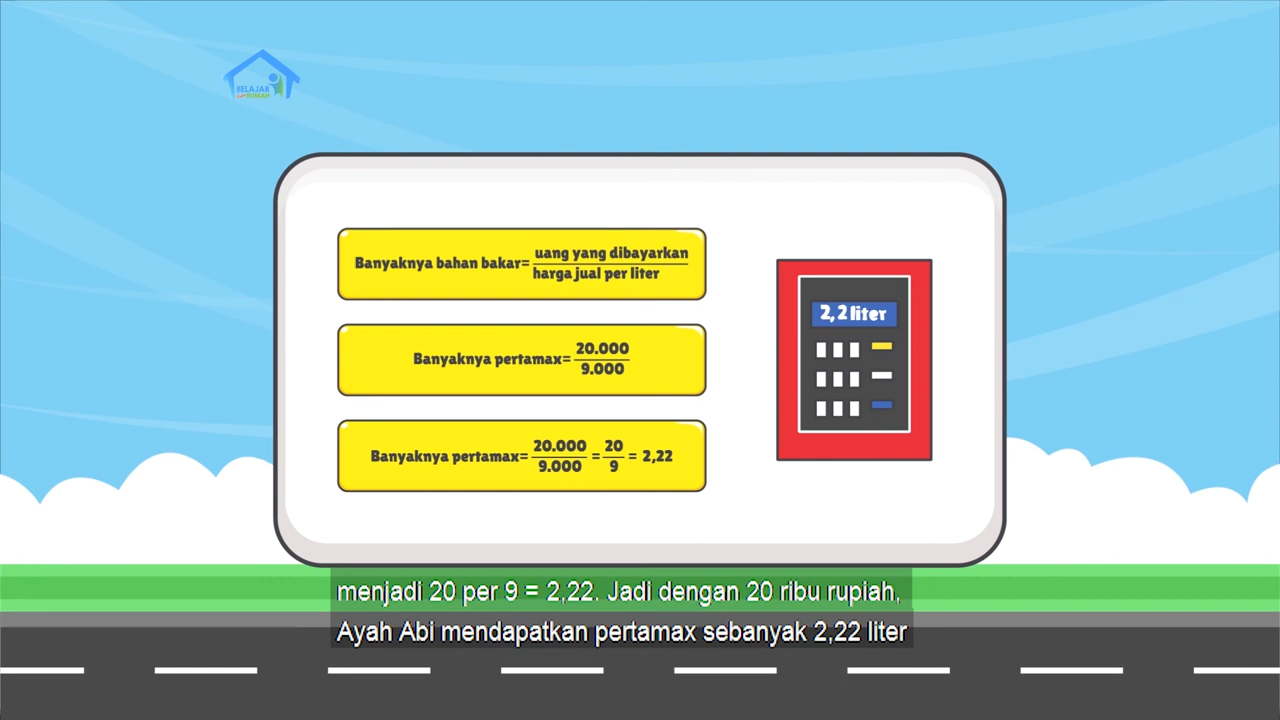 BELAJAR
dari RUMAH
Banyaknya bahan bakar= uang yang dibayarkan
harga jual per liter
2,2 liter
Banyaknya pertamax= 20.000
9.000
Banyaknya pertamax= 20.000 = 20 = 2,22
9.000 9
menjadi 20 per 9 = 2,22. Jadi dengan 20 ribu rupiah,
Ayah Abi mendapatkan pertamax sebanyak 2,22 liter